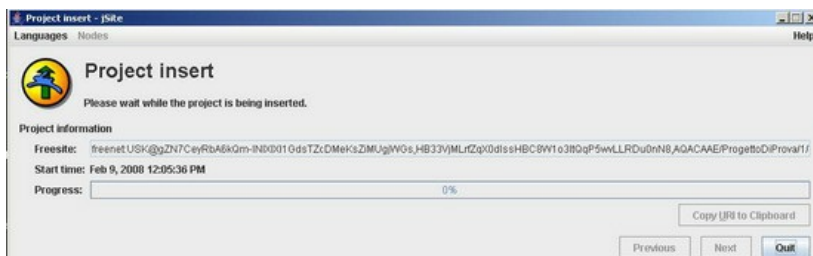 Project insert - jSite
Languages Nodes Help
Project insert
Please wait while the project is being inserted.
Project information
Freesite:
Start time: Feb 9, 2008 12:05:36 PM
Progress: 0%
Copy URI to Clipboard
Previous Next Quit